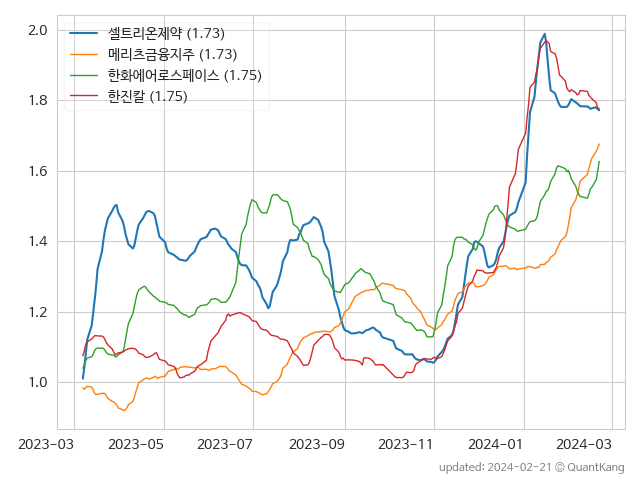 셀트리온제약 (1.73)
메리츠금융지주 (1.73)
한화에어로스페이스 (1.75)
한진칼 (1.75)
2.0
1.8
1.6
1.4
1.2
1.0
2023-03 2023-05 2023-07 2023-09 2023-11 2024-01 2024-03
updated: 2024-02-21 © QuantKang